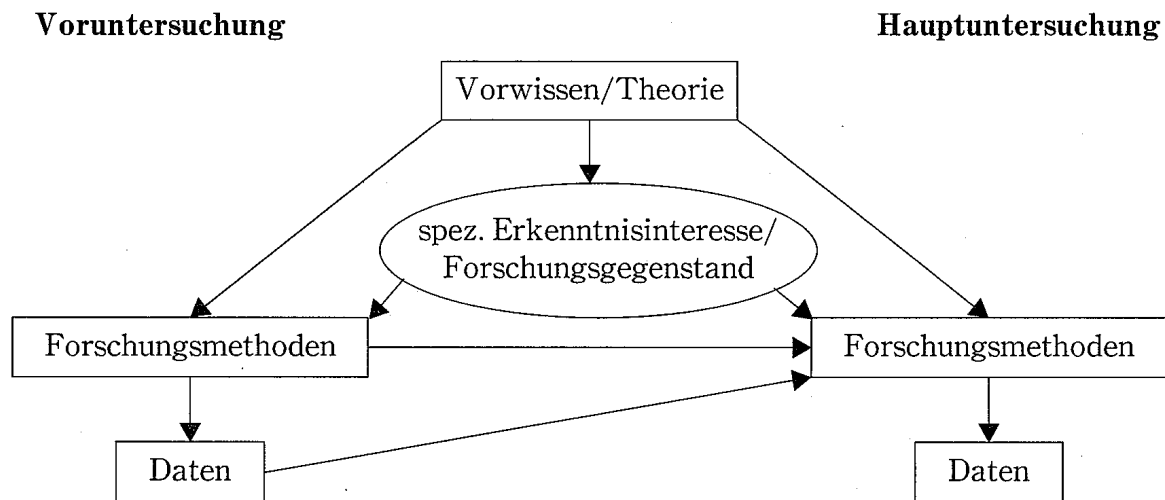 Voruntersuchung
Hauptuntersuchung
Vorwissen/Theorie
spez. Erkenntnisinteresse/
Forschungsgegenstand
Forschungsmethoden
Forschungsmethoden
Daten
Daten